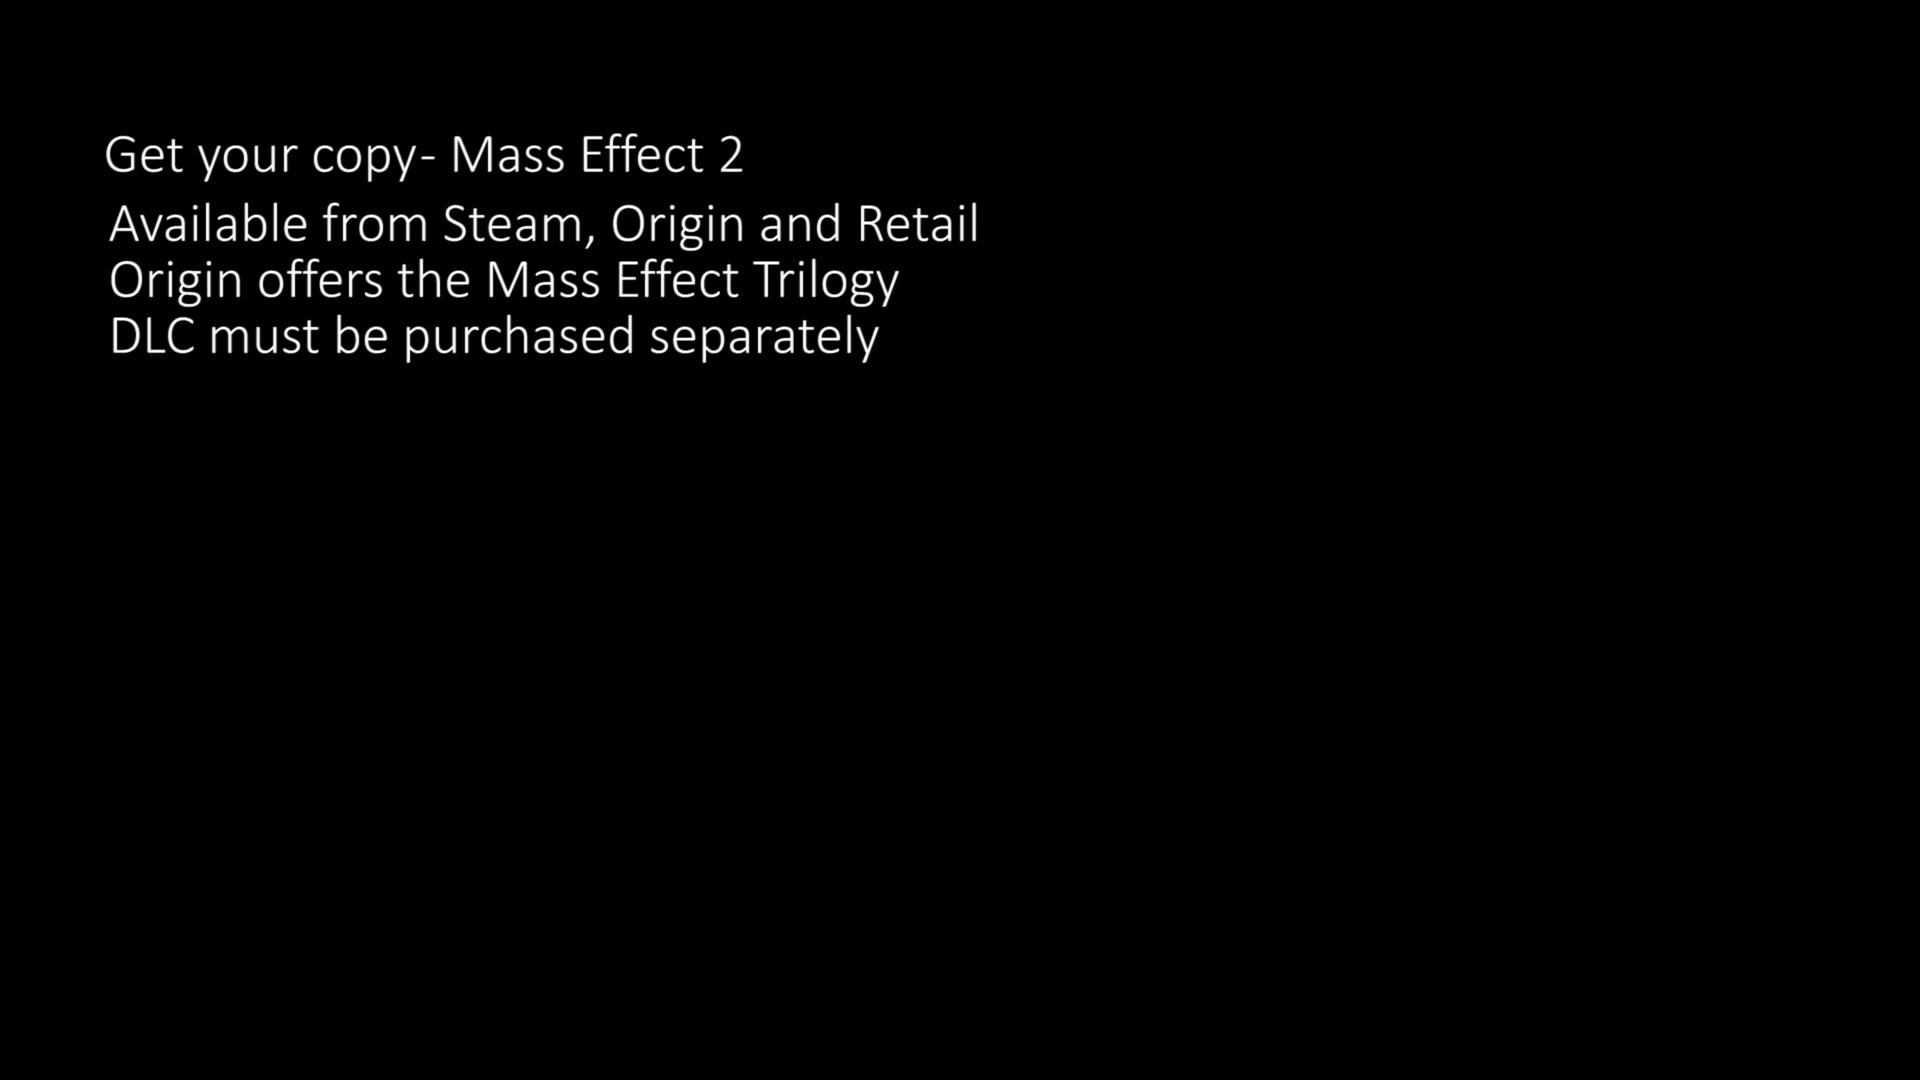 Get your copy- Mass Effect 2
Available from Steam, Origin and Retail
Origin offers the Mass Effect Trilogy
DLC must be purchased separately